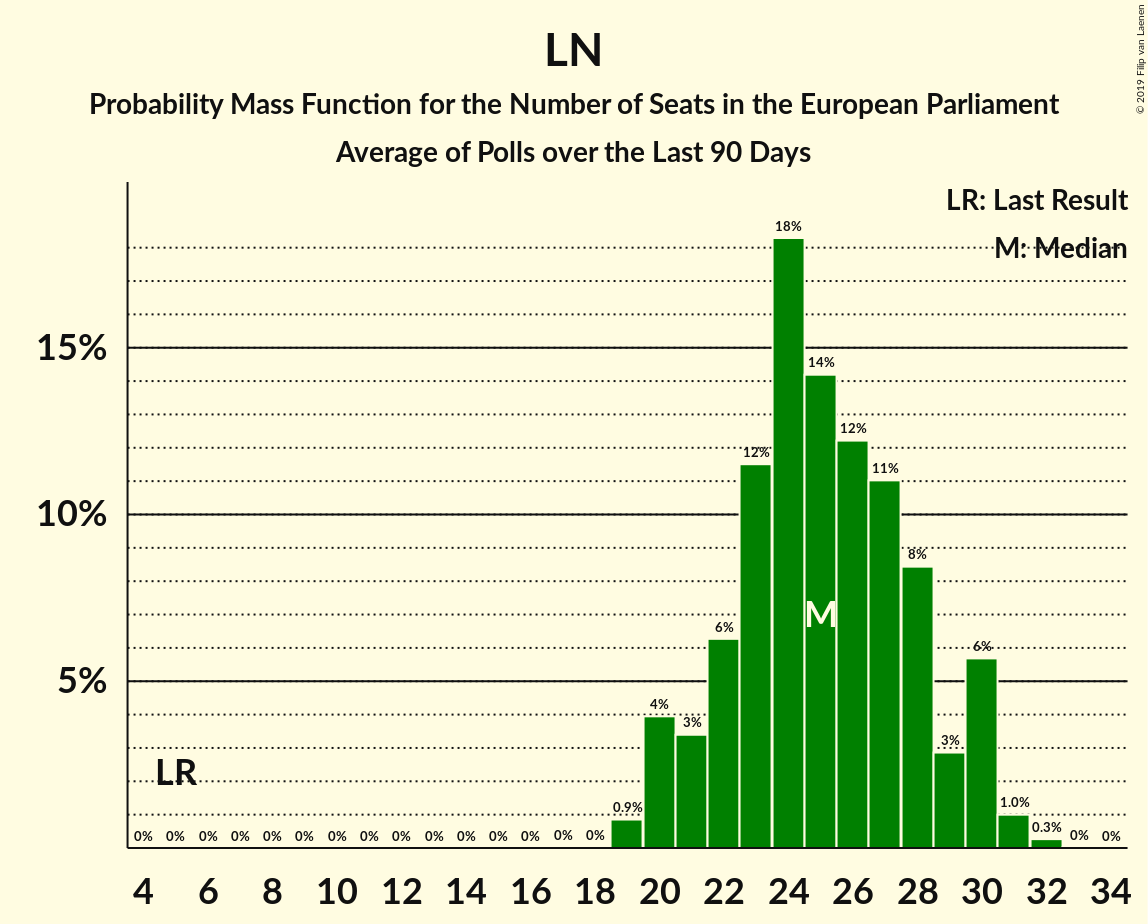 LN
Probability Mass Function for the Number of Seats in the European Parliament
Average of Polls over the Last 90 Days
© 2019 Filip van Laenen
LR: Last Result
M: Median
18%
15%
14%
12%
12%
11%
10%
8%
M
6%
6%
5%
4%
3%
3%
LR
0.9%
1.0%
0.3%
0% 0% 0% 0% 0% 0% 0% 0% 0% 0% 0% 0% 0% 0% 0% 0% 0%
4 6 8 10 12 14 16 18 20 22 24 26 28 30 32 34